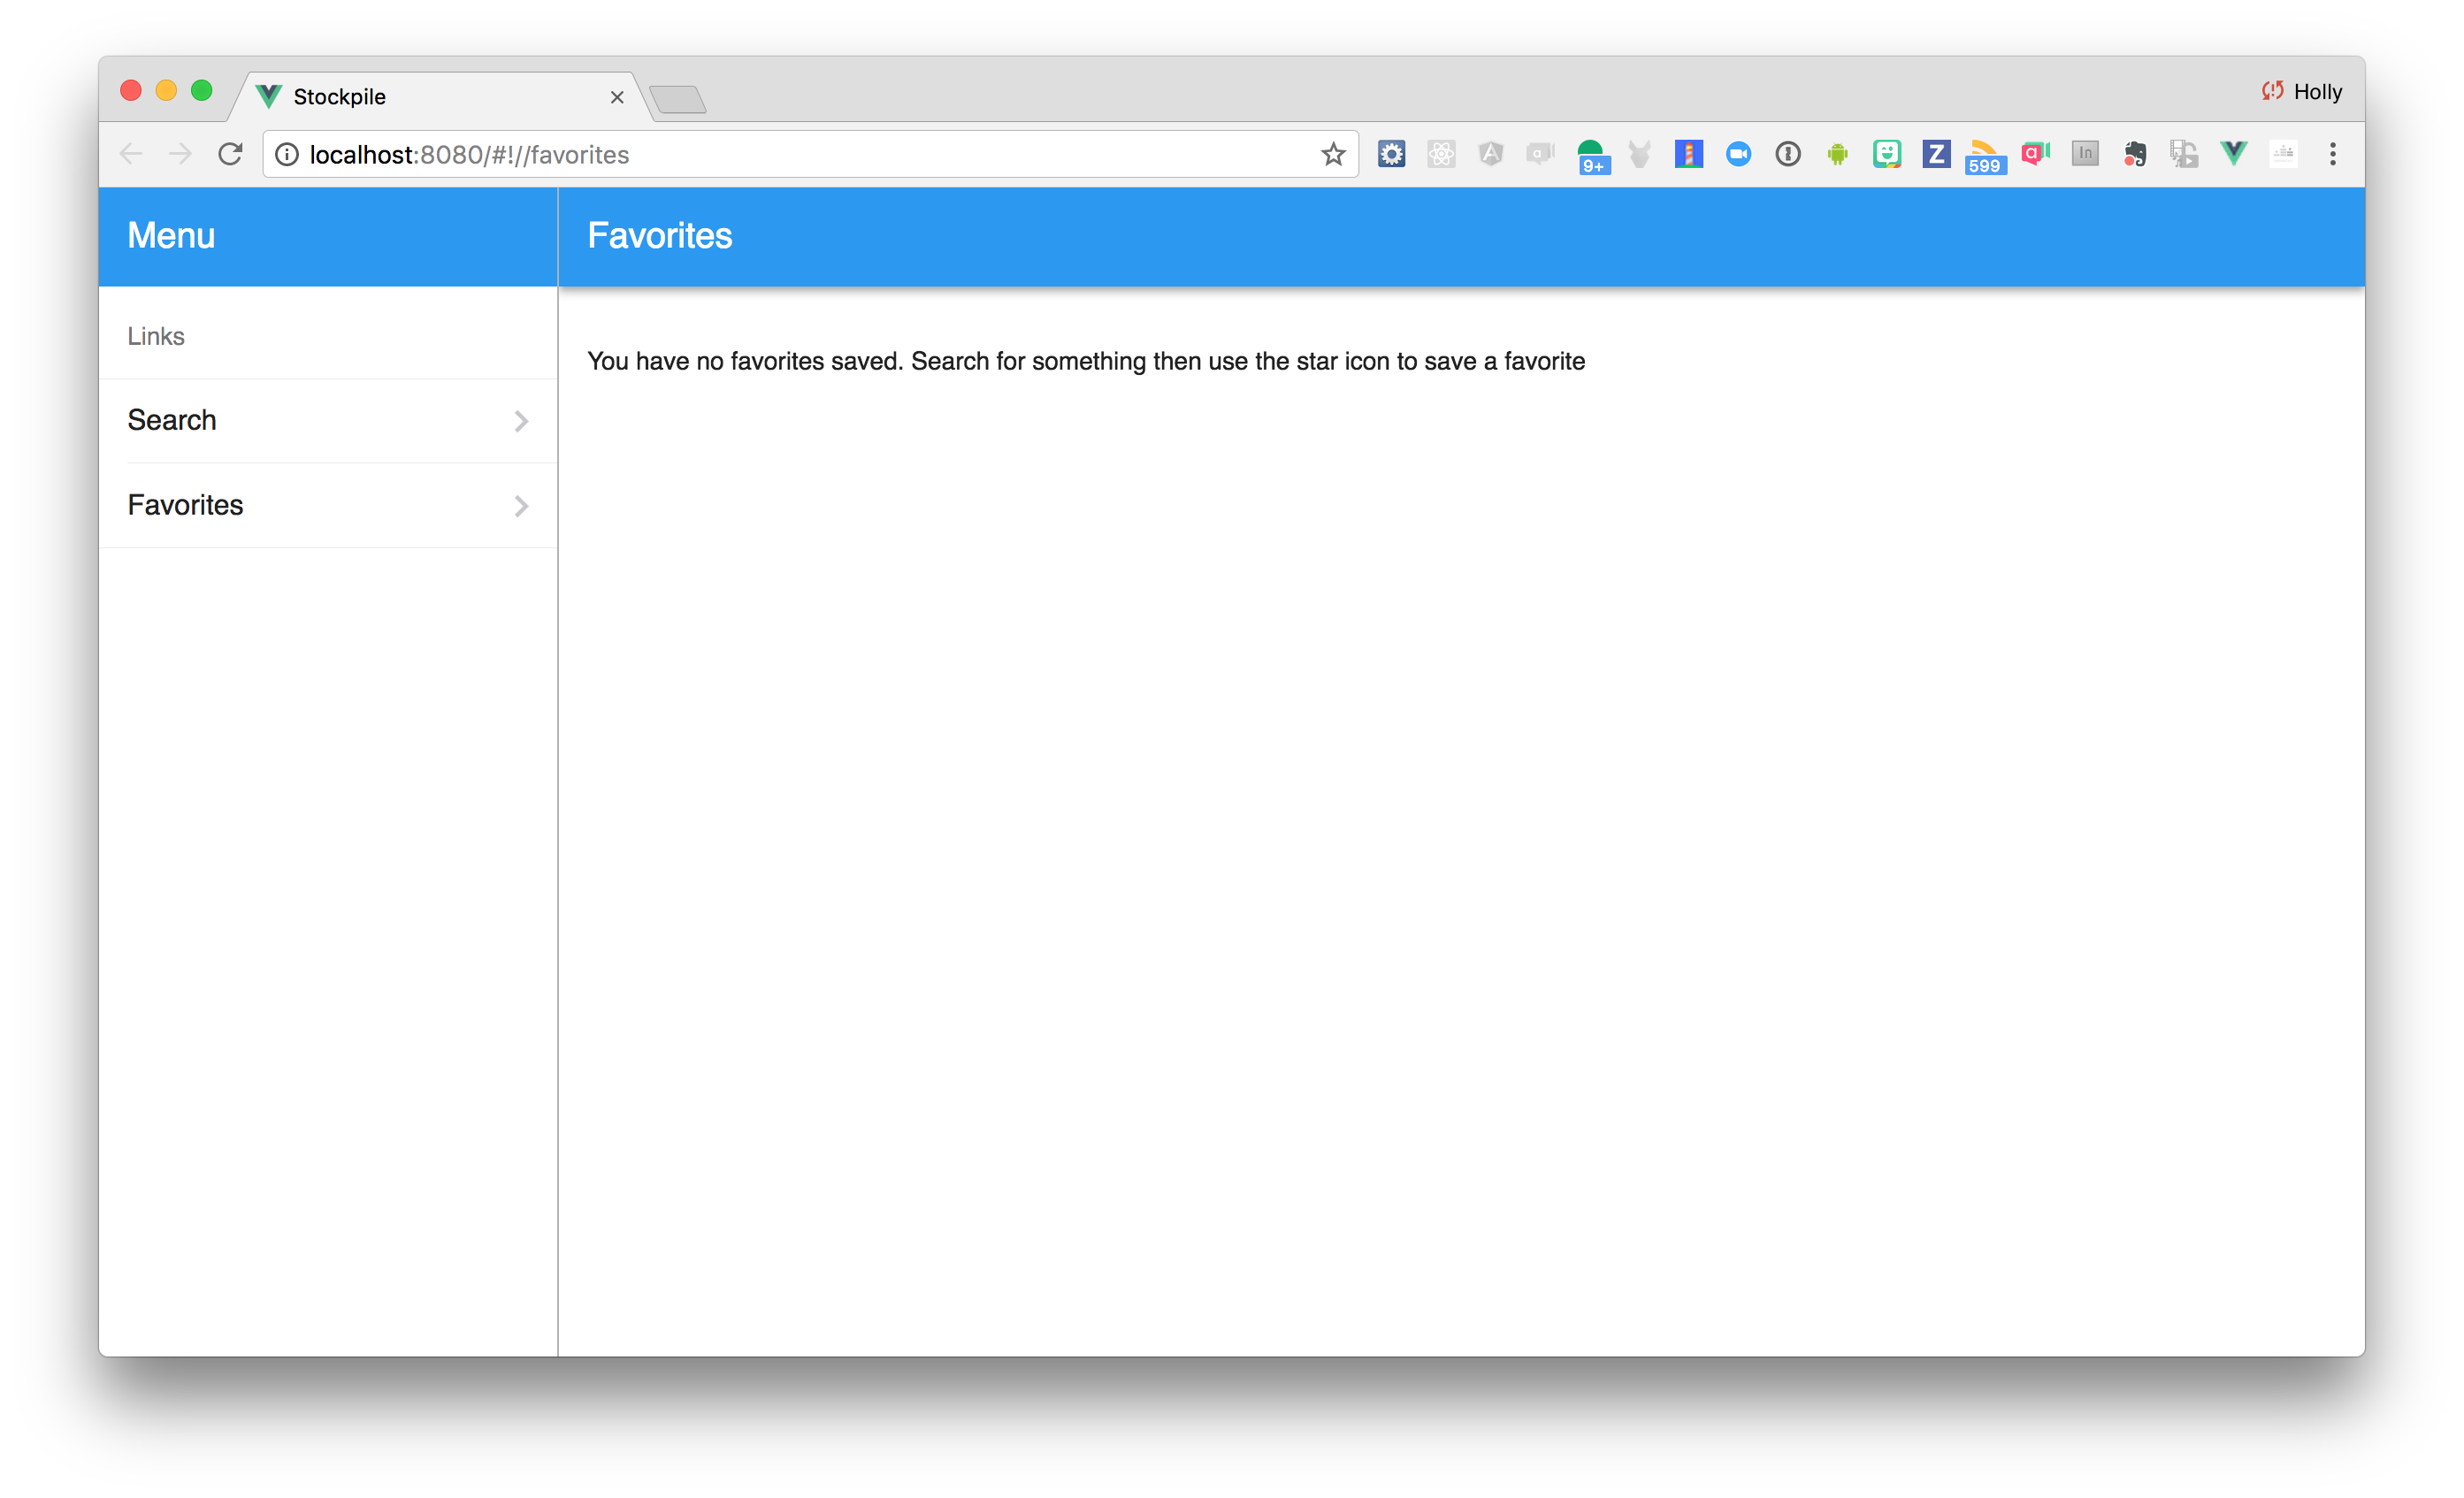 Stockpile
Holly
localhost:8080/#!//favorites
9+
Z
599
a
In
Menu
Favorites
Links
You have no favorites saved. Search for something then use the star icon to save a favorite
Search
Favorites